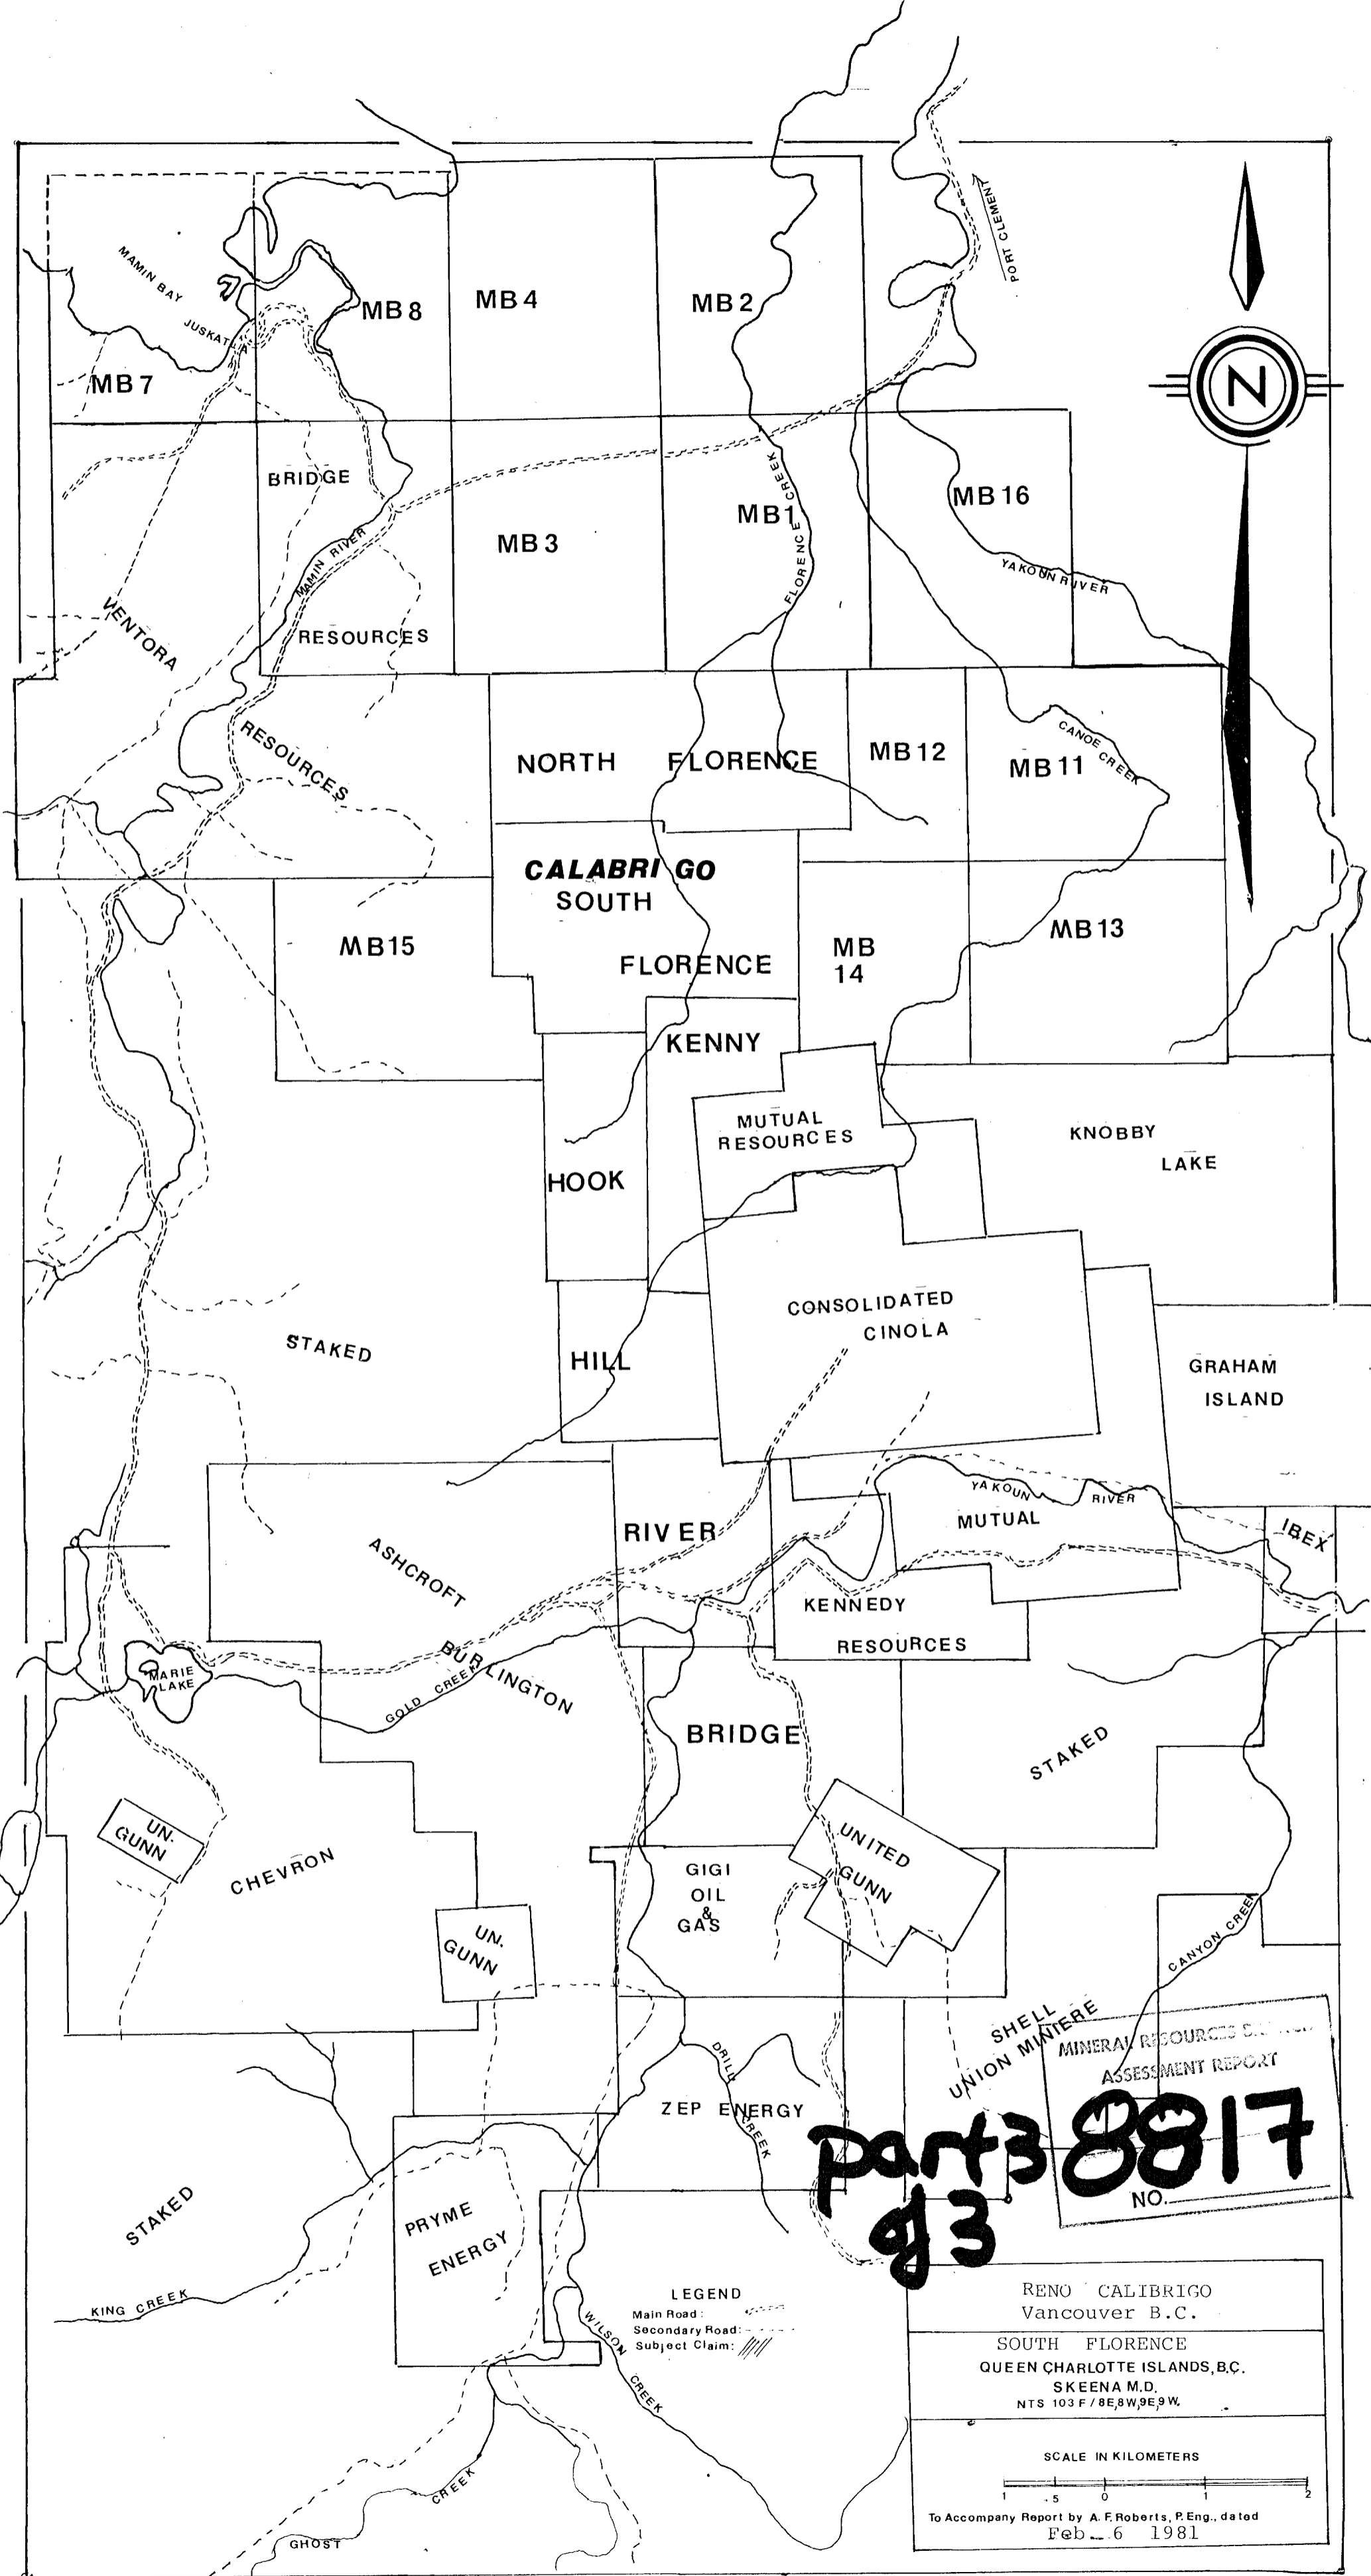 PORT CLEMENT
MAMIN BAY
JUSKATLA
MB 8
MB 4
MB 2
MB 7
N
BRIDGE
MAMIN RIVER
RESOURCES
MB 3
MB 1
FLORENCE CREEK
MB 16
YAKOUN RIVER
VENTORA
RESOURCES
NORTH FLORENCE
MB 12
MB 11
CANOE CREEK
CALABRI GO
SOUTH
FLORENCE
MB 15
MB
14
MB 13
KENNY
MUTUAL
RESOURCES
KNOBBY
LAKE
HOOK
CONSOLIDATED
CINOLA
STAKED
HILL
GRAHAM
ISLAND
YAKOUN RIVER
MUTUAL
IBEX
RIVER
ASHCROFT
KENNEDY
RESOURCES
BURLINGTON
GOLD CREEK
MARIE
LAKE
BRIDGE
STAKED
UN.
GUNN
CHEVRON
UNITED
GUNN
GIGI
OIL
&
GAS
UN.
GUNN
CANYON CREEK
SHELL
UNION MINIERE
MINERAL RESOURCES
ASSESSMENT REPORT
DRILL CREEK
ZEP ENERGY
part 3 8817
of 3
NO.
STAKED
PRYME
ENERGY
KING CREEK
WILSON CREEK
LEGEND
Main Road:
Secondary Road:
Subject Claim:
RENO CALIBRIGO
Vancouver B.C.
SOUTH FLORENCE
QUEEN CHARLOTTE ISLANDS, B.C.
SKEENA M.D.
NTS 103 F / 8E, 8W, 9E, 9 W.
SCALE IN KILOMETERS
1 .5 0 1 2
To Accompany Report by A. F. Roberts, P. Eng., dated
Feb. 6 1981
GHOST CREEK